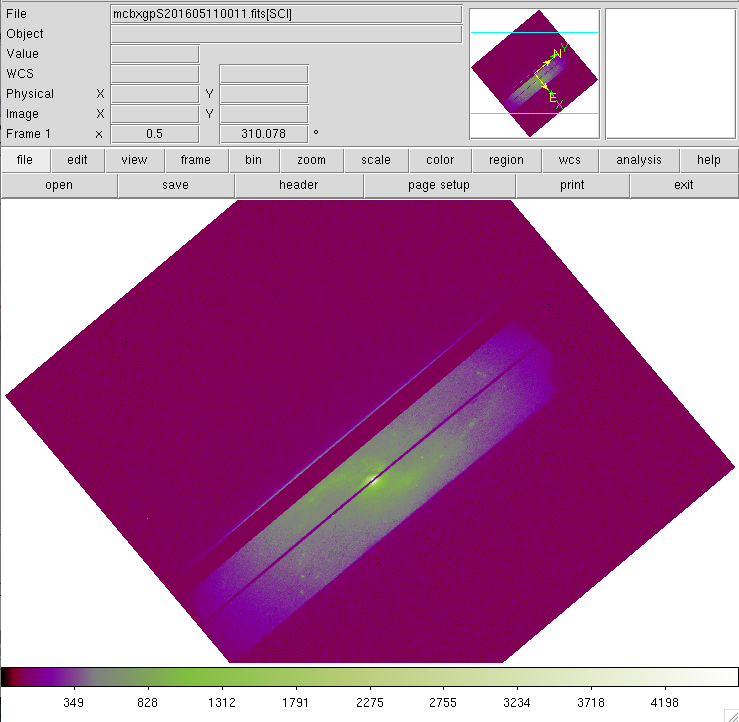 File mcbxgpS201605110011.fits[SCI]
Object
Value
WCS
Physical X Y
Image X Y
Frame 1 x 0.5 310.078 °
N Y
E X
file edit view frame bin zoom scale color region wcs analysis help
open save header page setup print exit
349 828 1312 1791 2275 2755 3234 3718 4198